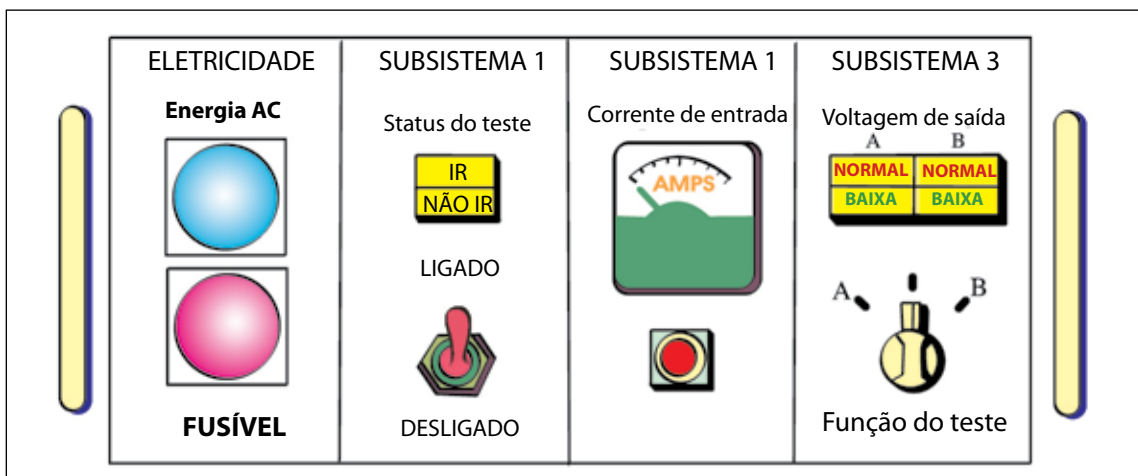 ELETRICIDADE
Energia AC
FUSÍVEL
SUBSISTEMA 1
Status do teste
IR
NÃO IR
LIGADO
DESLIGADO
SUBSISTEMA 1
Corrente de entrada
AMPS
SUBSISTEMA 3
Voltagem de saída
A B
NORMAL NORMAL
BAIXA BAIXA
A B
Função do teste